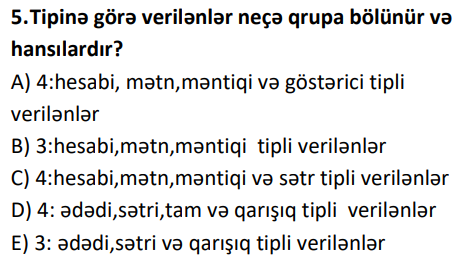 5.Tipinə görə verilənlər neçə qrupa bölünür və
hansılardır?
A) 4:hesabi, mətn,məntiqi və göstərici tipli
verilənlər
B) 3:hesabi,mətn,məntiqi  tipli verilənlər
C) 4:hesabi,mətn,məntiqi və sətr tipli verilənlər
D) 4: ədədi,sətri,tam və qarışıq tipli  verilənlər
E) 3: ədədi,sətri və qarışıq tipli verilənlər